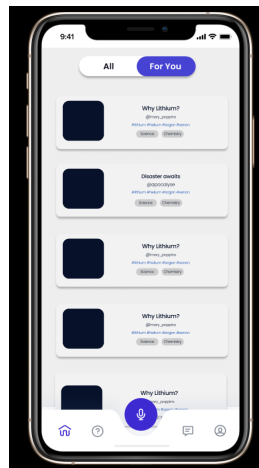 9:41
All
For You
Why Lithium?
@mary_poppins
Science
Chemistry
Disaster awaits
@apocalyse
Science
Chemistry
Why Lithium?
@mary_poppins
Science
Chemistry
Why Lithium?
@mary_poppins
Science
Chemistry
Why Lithium?